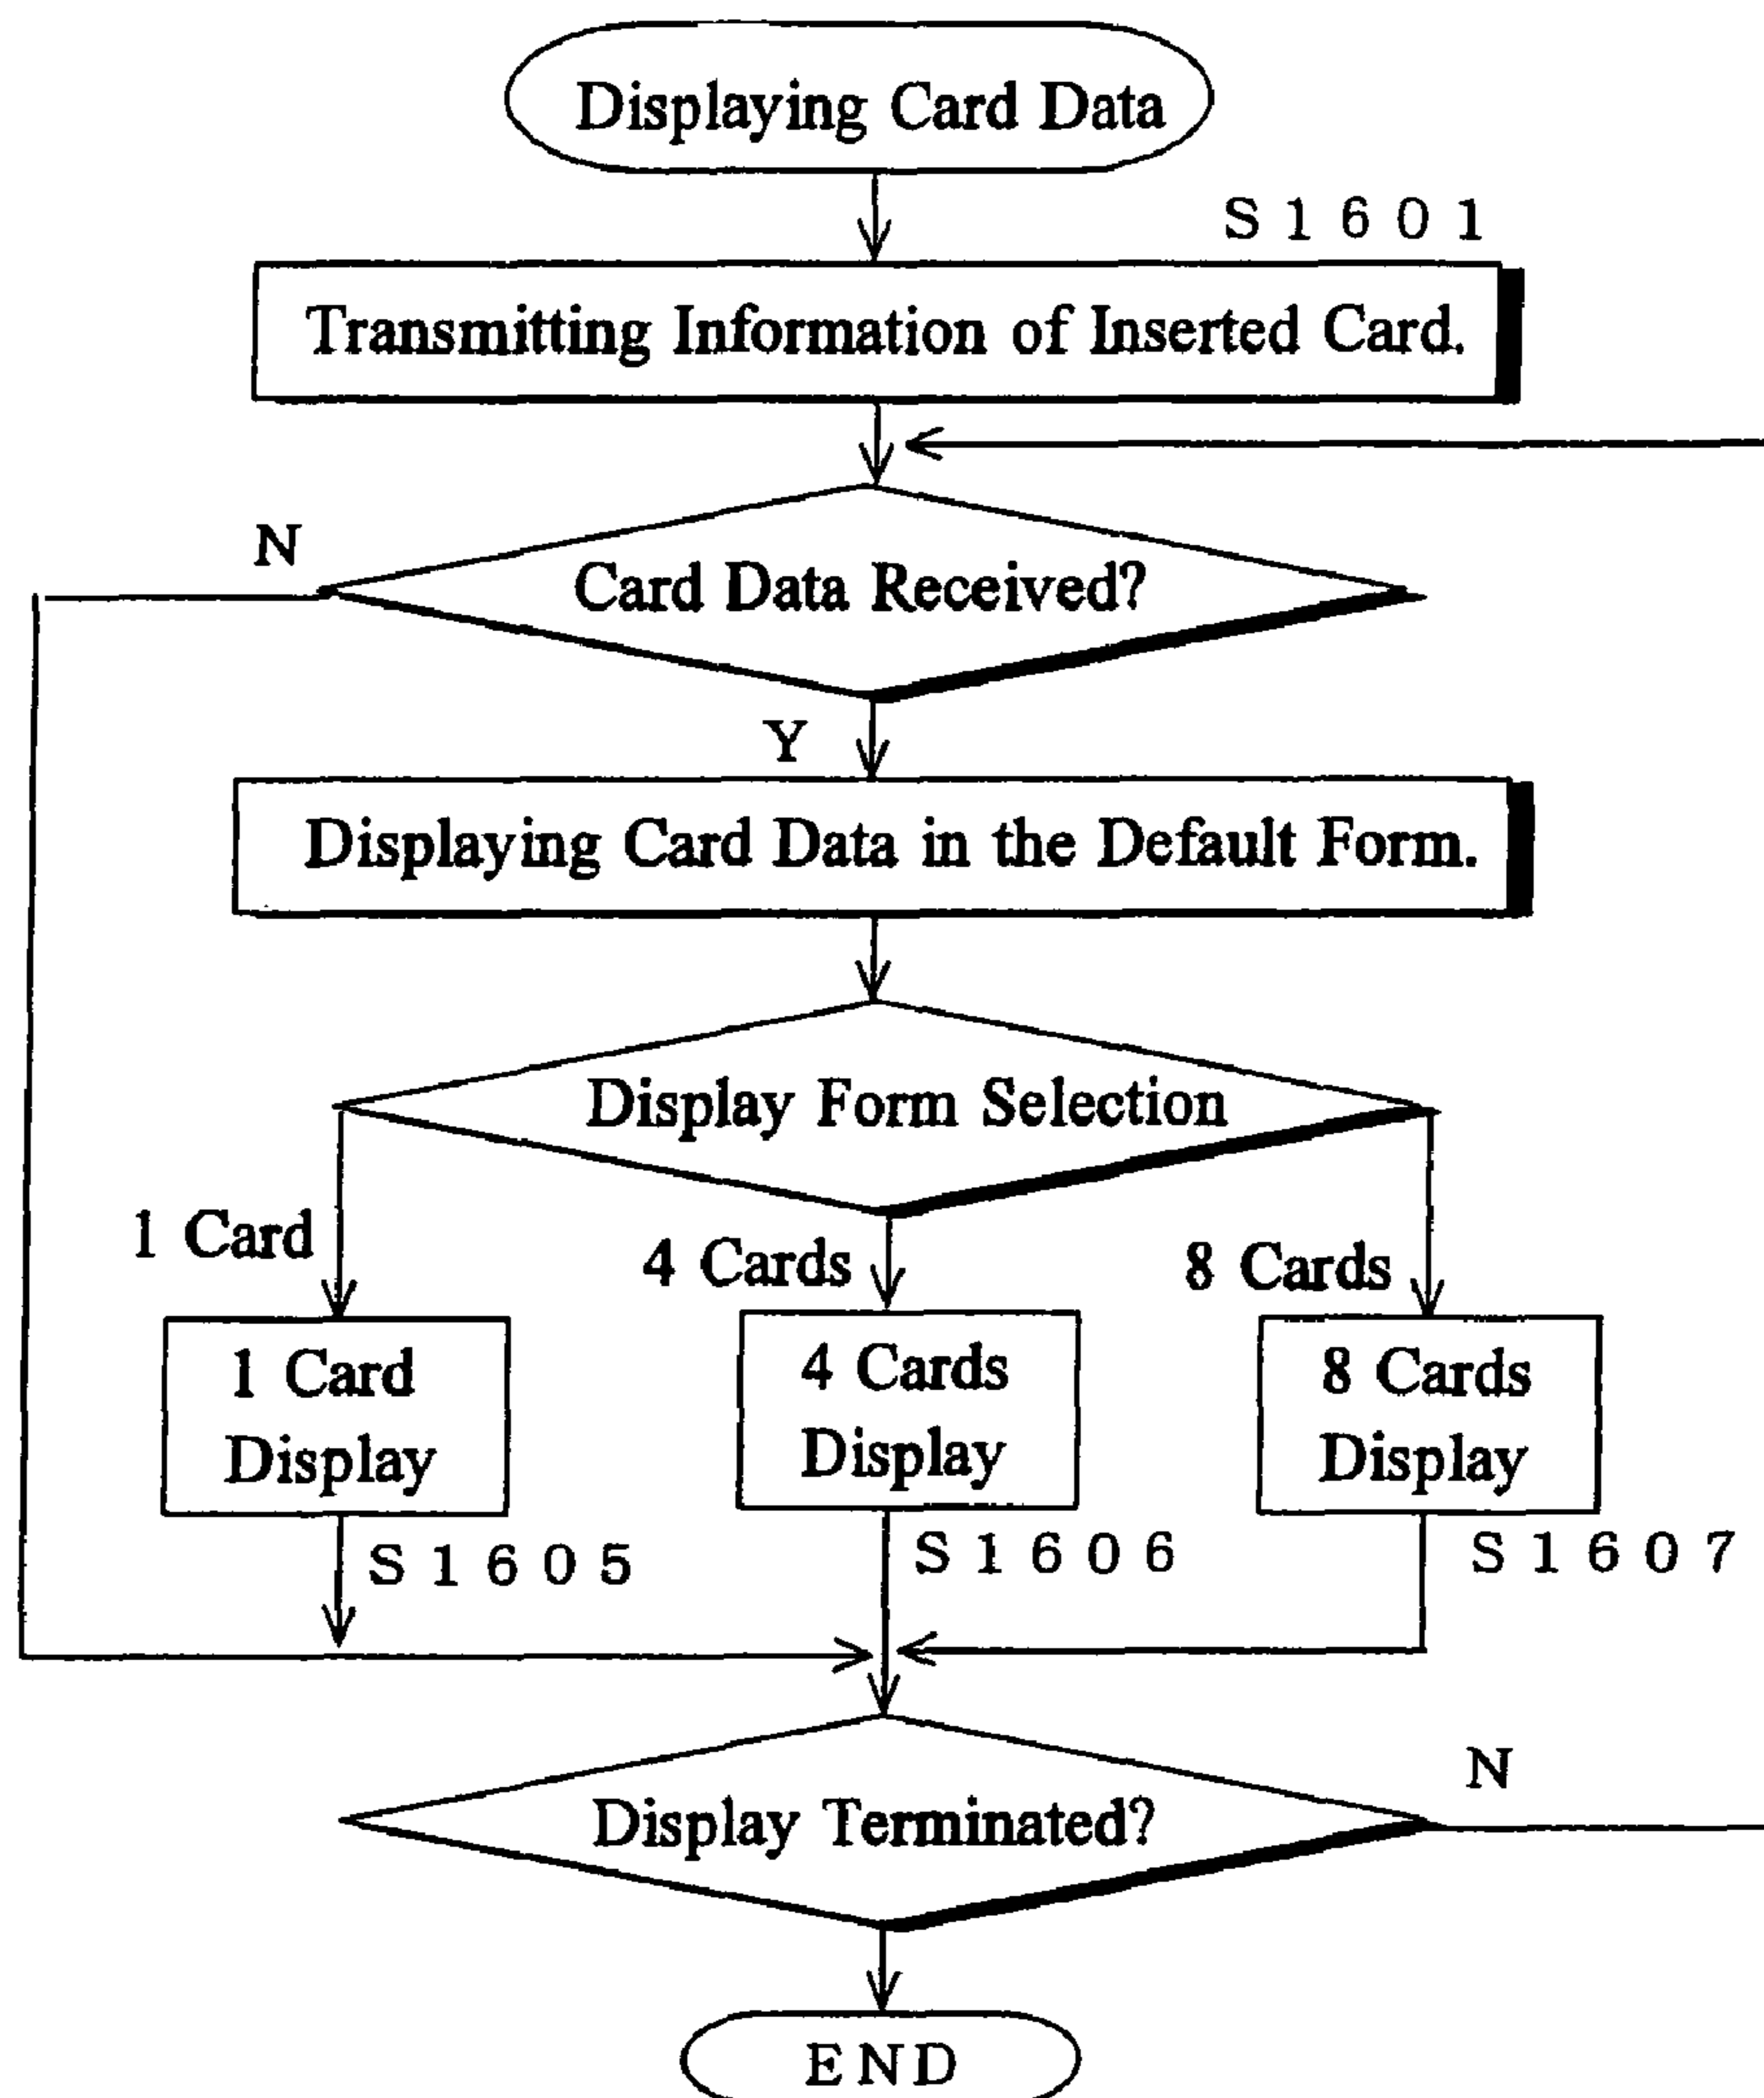 Displaying Card Data
S1601
Transmitting Information of Inserted Card.
N
Card Data Received?
Y
Displaying Card Data in the Default Form.
Display Form Selection
1 Card
4 Cards
8 Cards
1 Card
Display
4 Cards
Display
8 Cards
Display
S1605
S1606
S1607
N
Display Terminated?
END